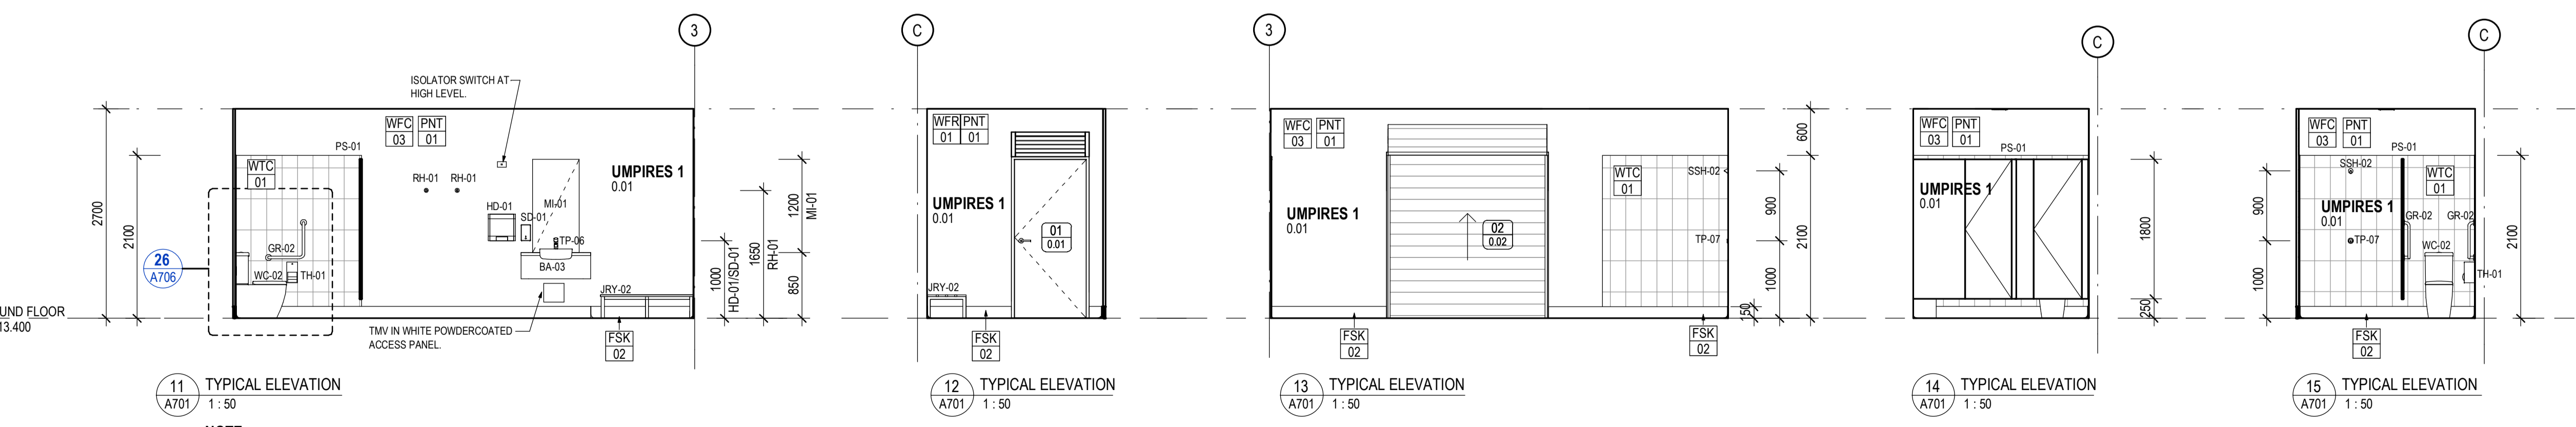 UND FLOOR
13.400
2700
2100
26
A706
3
ISOLATOR SWITCH AT
HIGH LEVEL.
WFC
03
PNT
01
PS-01
WTC
01
RH-01
RH-01
UMPIRES 1
0.01
HD-01
SD-01
MI-01
TP-06
BA-03
GR-02
WC-02
TH-01
JRY-02
TMV IN WHITE POWDERCOATED
ACCESS PANEL.
FSK
02
1000
HD-01/SD-01
1650
RH-01
1200
MI-01
850
11
A701
TYPICAL ELEVATION
1 : 50
C
WFR
01
PNT
01
UMPIRES 1
0.01
01
0.01
JRY-02
FSK
02
12
A701
TYPICAL ELEVATION
1 : 50
3
WFC
03
PNT
01
UMPIRES 1
0.01
02
0.02
WTC
01
SSH-02
TP-07
FSK
02
FSK
02
150
900
1000
600
2100
13
A701
TYPICAL ELEVATION
1 : 50
C
WFC
03
PNT
01
PS-01
UMPIRES 1
0.01
1800
250
14
A701
TYPICAL ELEVATION
1 : 50
C
900
1000
WFC
03
PNT
01
PS-01
SSH-02
WTC
01
UMPIRES 1
0.01
GR-02
GR-02
TP-07
WC-02
TH-01
FSK
02
2100
15
A701
TYPICAL ELEVATION
1 : 50